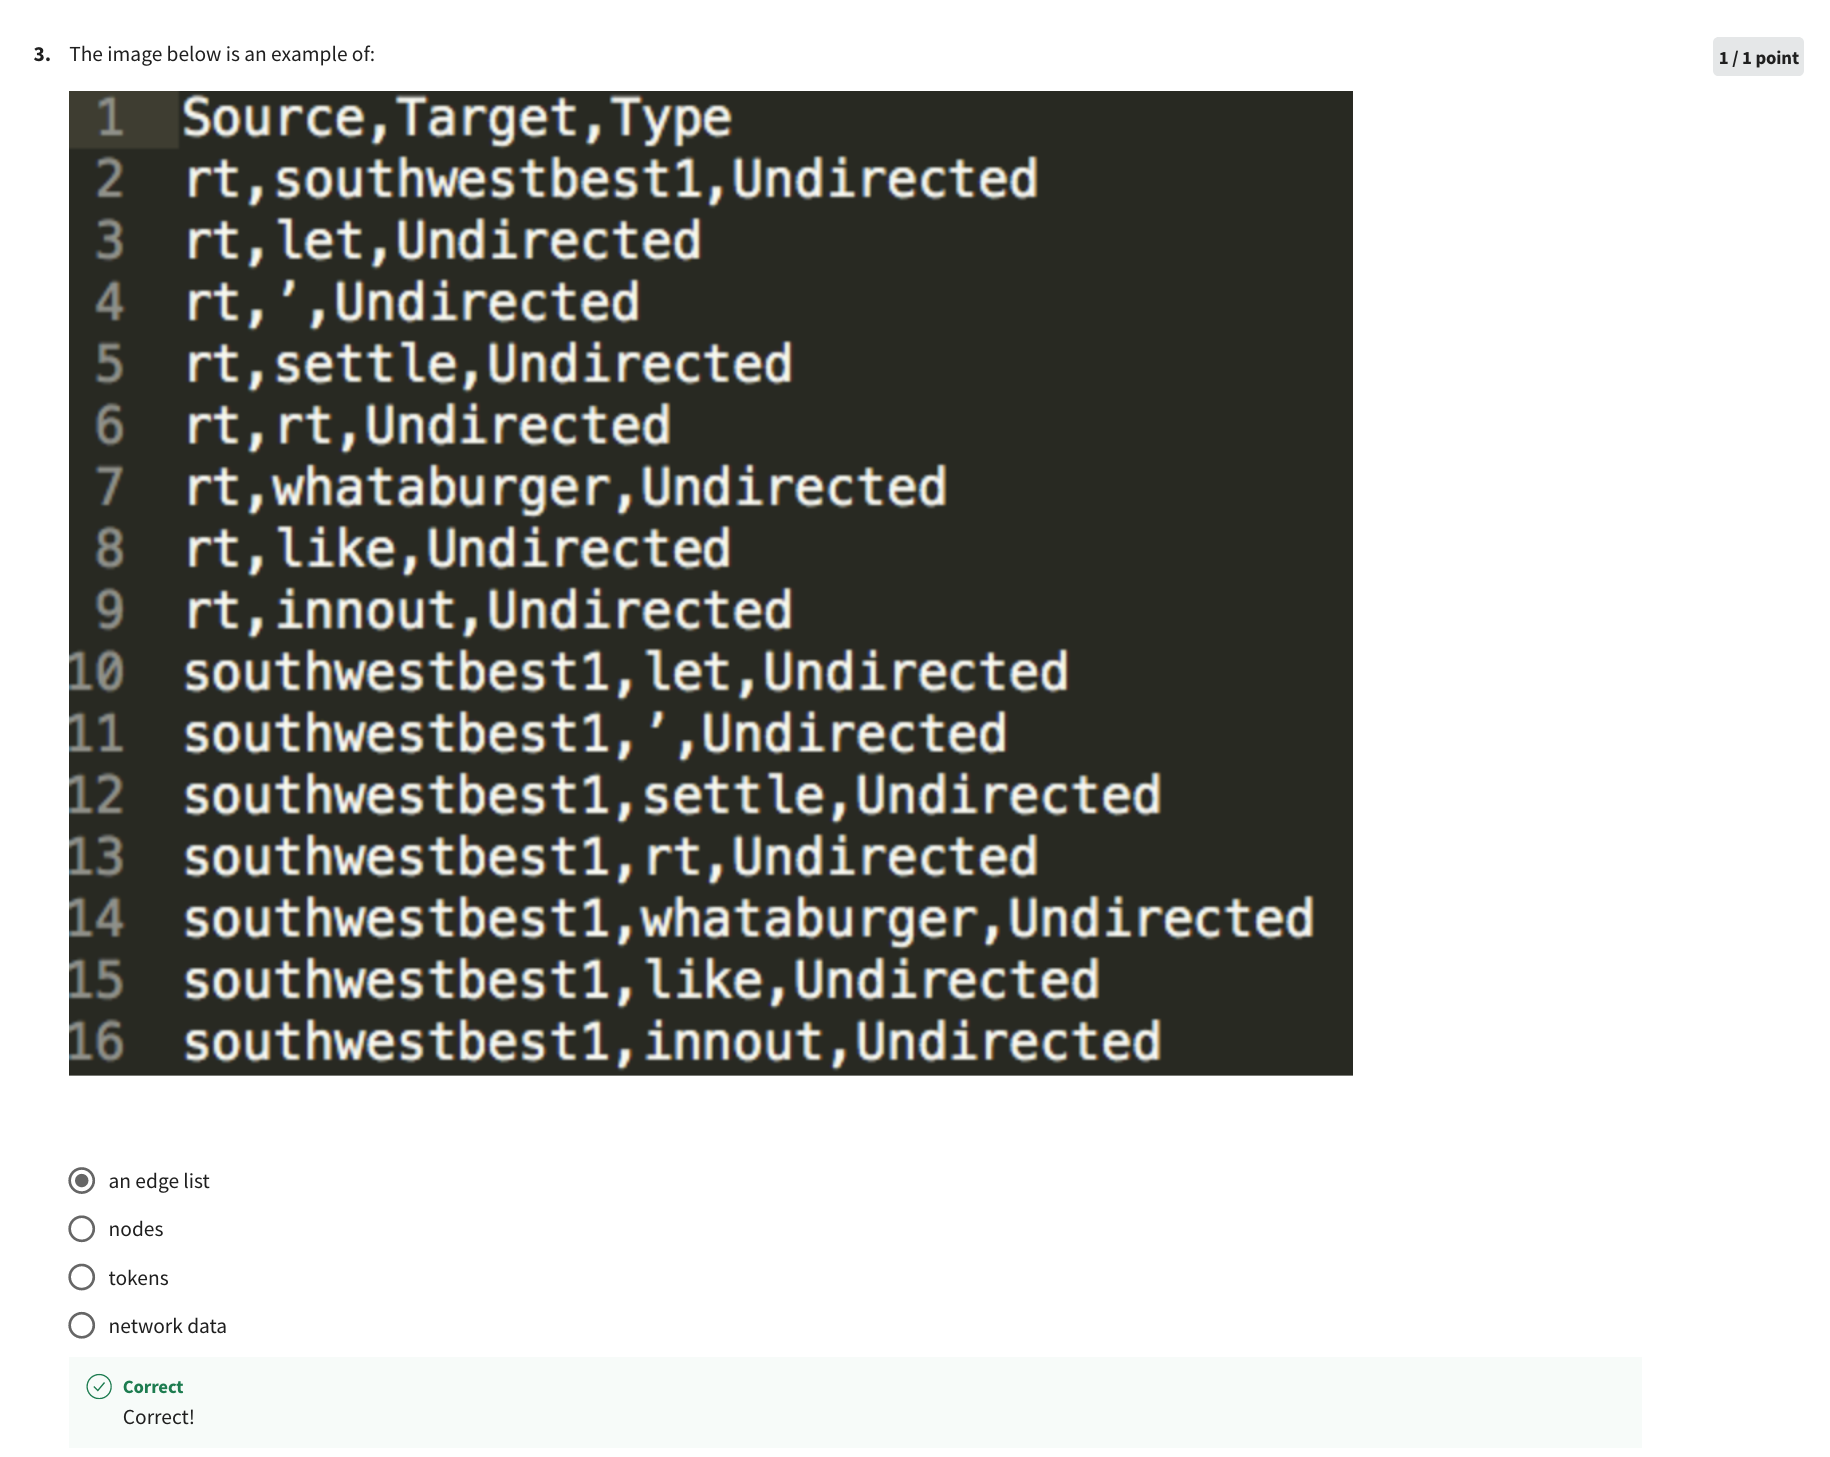 3. The image below is an example of:
1 / 1 point
1 Source,Target,Type
2 rt,southwestbest1,Undirected
3 rt,let,Undirected
4 rt,’,Undirected
5 rt,settle,Undirected
6 rt,rt,Undirected
7 rt,whataburger,Undirected
8 rt,like,Undirected
9 rt,innout,Undirected
10 southwestbest1,let,Undirected
11 southwestbest1,’,Undirected
12 southwestbest1,settle,Undirected
13 southwestbest1,rt,Undirected
14 southwestbest1,whataburger,Undirected
15 southwestbest1,like,Undirected
16 southwestbest1,innout,Undirected
an edge list
nodes
tokens
network data
Correct
Correct!